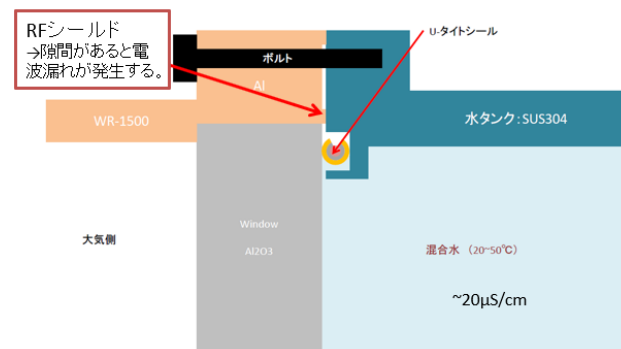 RFシールド
→隙間があると電
波漏れが発生する。
ボルト
U-タイトシール
Al
WR-1500
水タンク:SUS304
Window
Al2O3
大気側
混合水 (20~50℃)
~20μS/cm